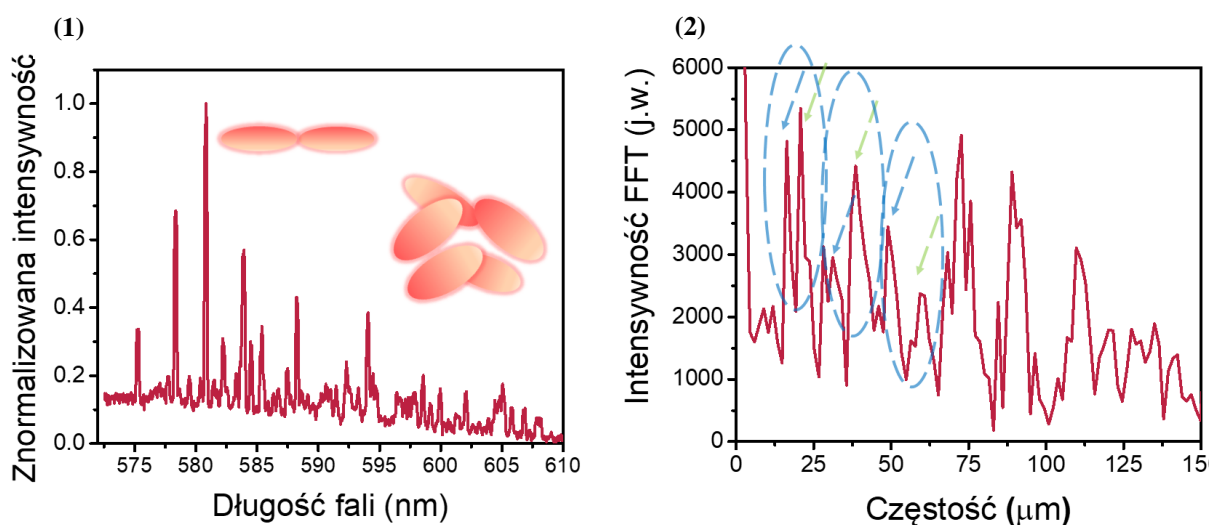 (1)
Znormalizowana intensywność
1.0
0.8
0.6
0.4
0.2
0.0
575 580 585 590 595 600 605 610
Długość fali (nm)
(2)
Intensywność FFT (j.w.)
6000
5000
4000
3000
2000
1000
0
0 25 50 75 100 125 150
Częstość (μm)